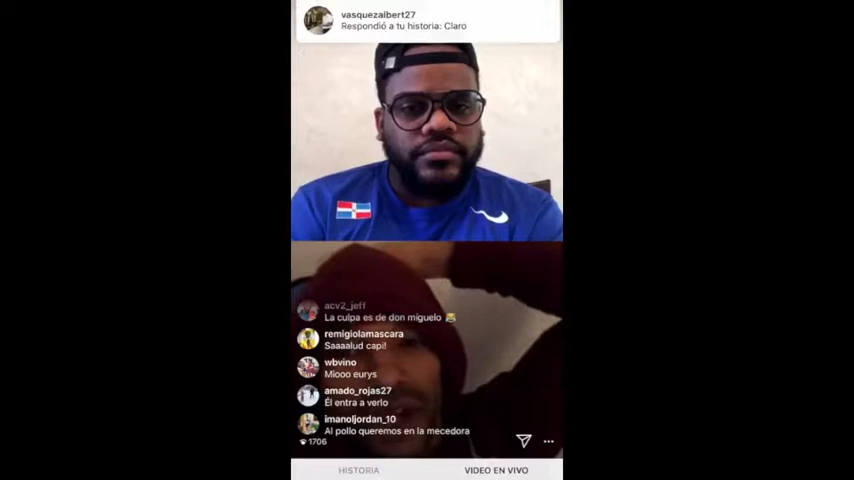 vasquezalbert27
Respondió a tu historia: Claro
acv2_jeff
La culpa es de don miguelo 😹
remigiolamascara
Saaaalud capi!
wbvino
Miooo eurys
amado_rojas27
Él entra a verlo
imanoljordan_10
Al pollo queremos en la mecedora
1706
HISTORIA
VIDEO EN VIVO